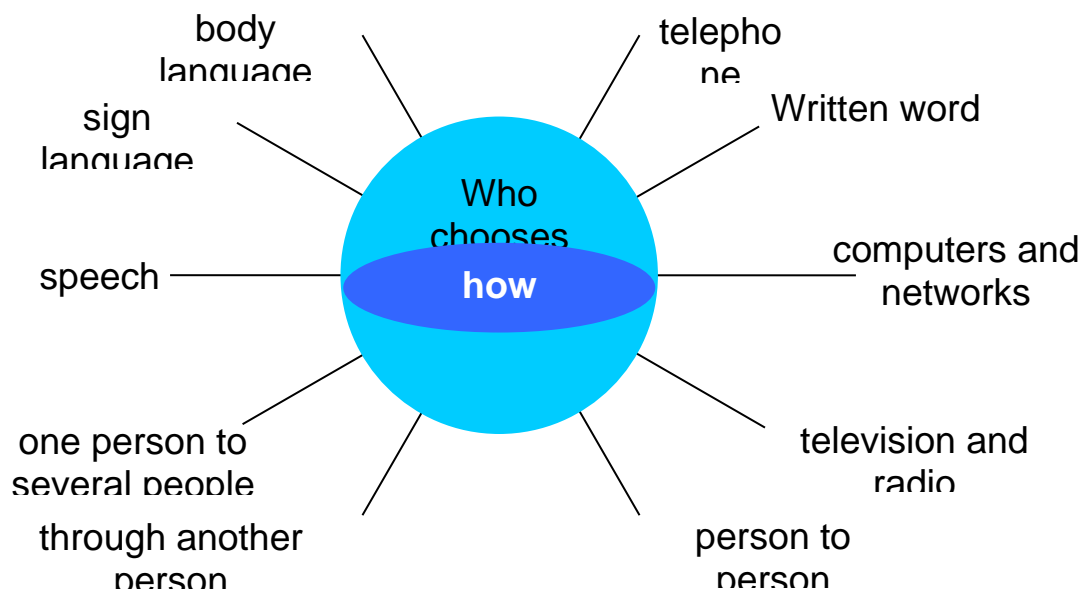 body
language
telepho
ne
sign
language
Written word
Who
chooses
how
speech
computers and
networks
one person to
several people
television and
radio
through another
person
person to
person